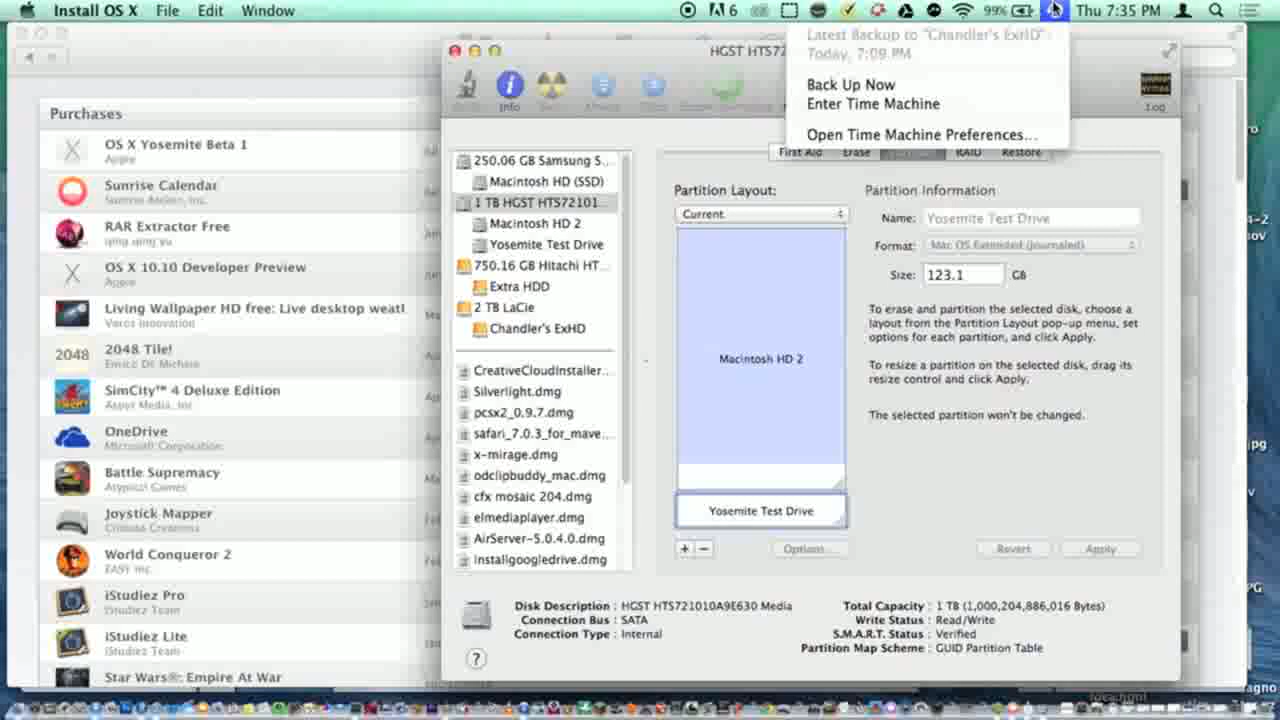 Install OS X File Edit Window
6 99% Thu 7:35 PM
Latest Backup to "Chandler's ExHD"
Today, 7:09 PM
Back Up Now
Enter Time Machine
Open Time Machine Preferences...
Purchases
OS X Yosemite Beta 1
Apple
Sunrise Calendar
RAR Extractor Free
OS X 10.10 Developer Preview
Apple
Living Wallpaper HD free: Live desktop weatl
Voros Innovation
2048 Tile!
SimCity™ 4 Deluxe Edition
Aspyr Media, Inc
OneDrive
Microsoft Corporation
Battle Supremacy
Atypical Games
Joystick Mapper
World Conqueror 2
EASY Inc.
iStudiez Pro
iStudiez Team
iStudiez Lite
iStudiez Team
Star Wars®: Empire At War
HGST HTS72
Info
Log
250.06 GB Samsung S...
Macintosh HD (SSD)
1 TB HGST HTS72101...
Macintosh HD 2
Yosemite Test Drive
750.16 GB Hitachi HT...
Extra HDD
2 TB LaCie
Chandler's ExHD
CreativeCloudInstaller...
Silverlight.dmg
pcsx2_0.9.7.dmg
safari_7.0.3_for_mave...
x-mirage.dmg
odclipbuddy_mac.dmg
cfx mosaic 204.dmg
elmediaplayer.dmg
AirServer-5.0.4.0.dmg
installgoogledrive.dmg
First Aid Erase RAID Restore
Partition Layout:
Current
Macintosh HD 2
Yosemite Test Drive
+ −
Options...
Partition Information
Name: Yosemite Test Drive
Format: Mac OS Extended (Journaled)
Size: 123.1 GB
To erase and partition the selected disk, choose a
layout from the Partition Layout pop-up menu, set
options for each partition, and click Apply.
To resize a partition on the selected disk, drag its
resize control and click Apply.
The selected partition won't be changed.
Revert Apply
Disk Description : HGST HTS721010A9E630 Media
Connection Bus : SATA
Connection Type : Internal
Total Capacity : 1 TB (1,000,204,886,016 Bytes)
Write Status : Read/Write
S.M.A.R.T. Status : Verified
Partition Map Scheme : GUID Partition Table
?